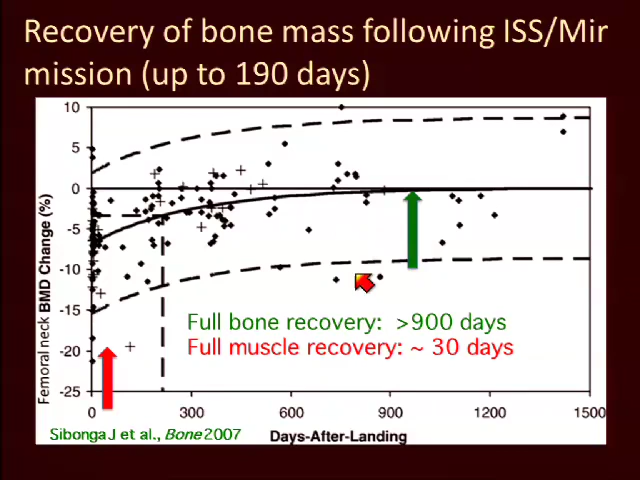 Recovery of bone mass following ISS/Mir
mission (up to 190 days)
10
5
0
-5
-10
-15
-20
-25
Femoral neck BMD Change (%)
Full bone recovery: >900 days
Full muscle recovery: ~ 30 days
0 300 600 900 1200 1500
Sibonga J et al., Bone 2007
Days-After-Landing